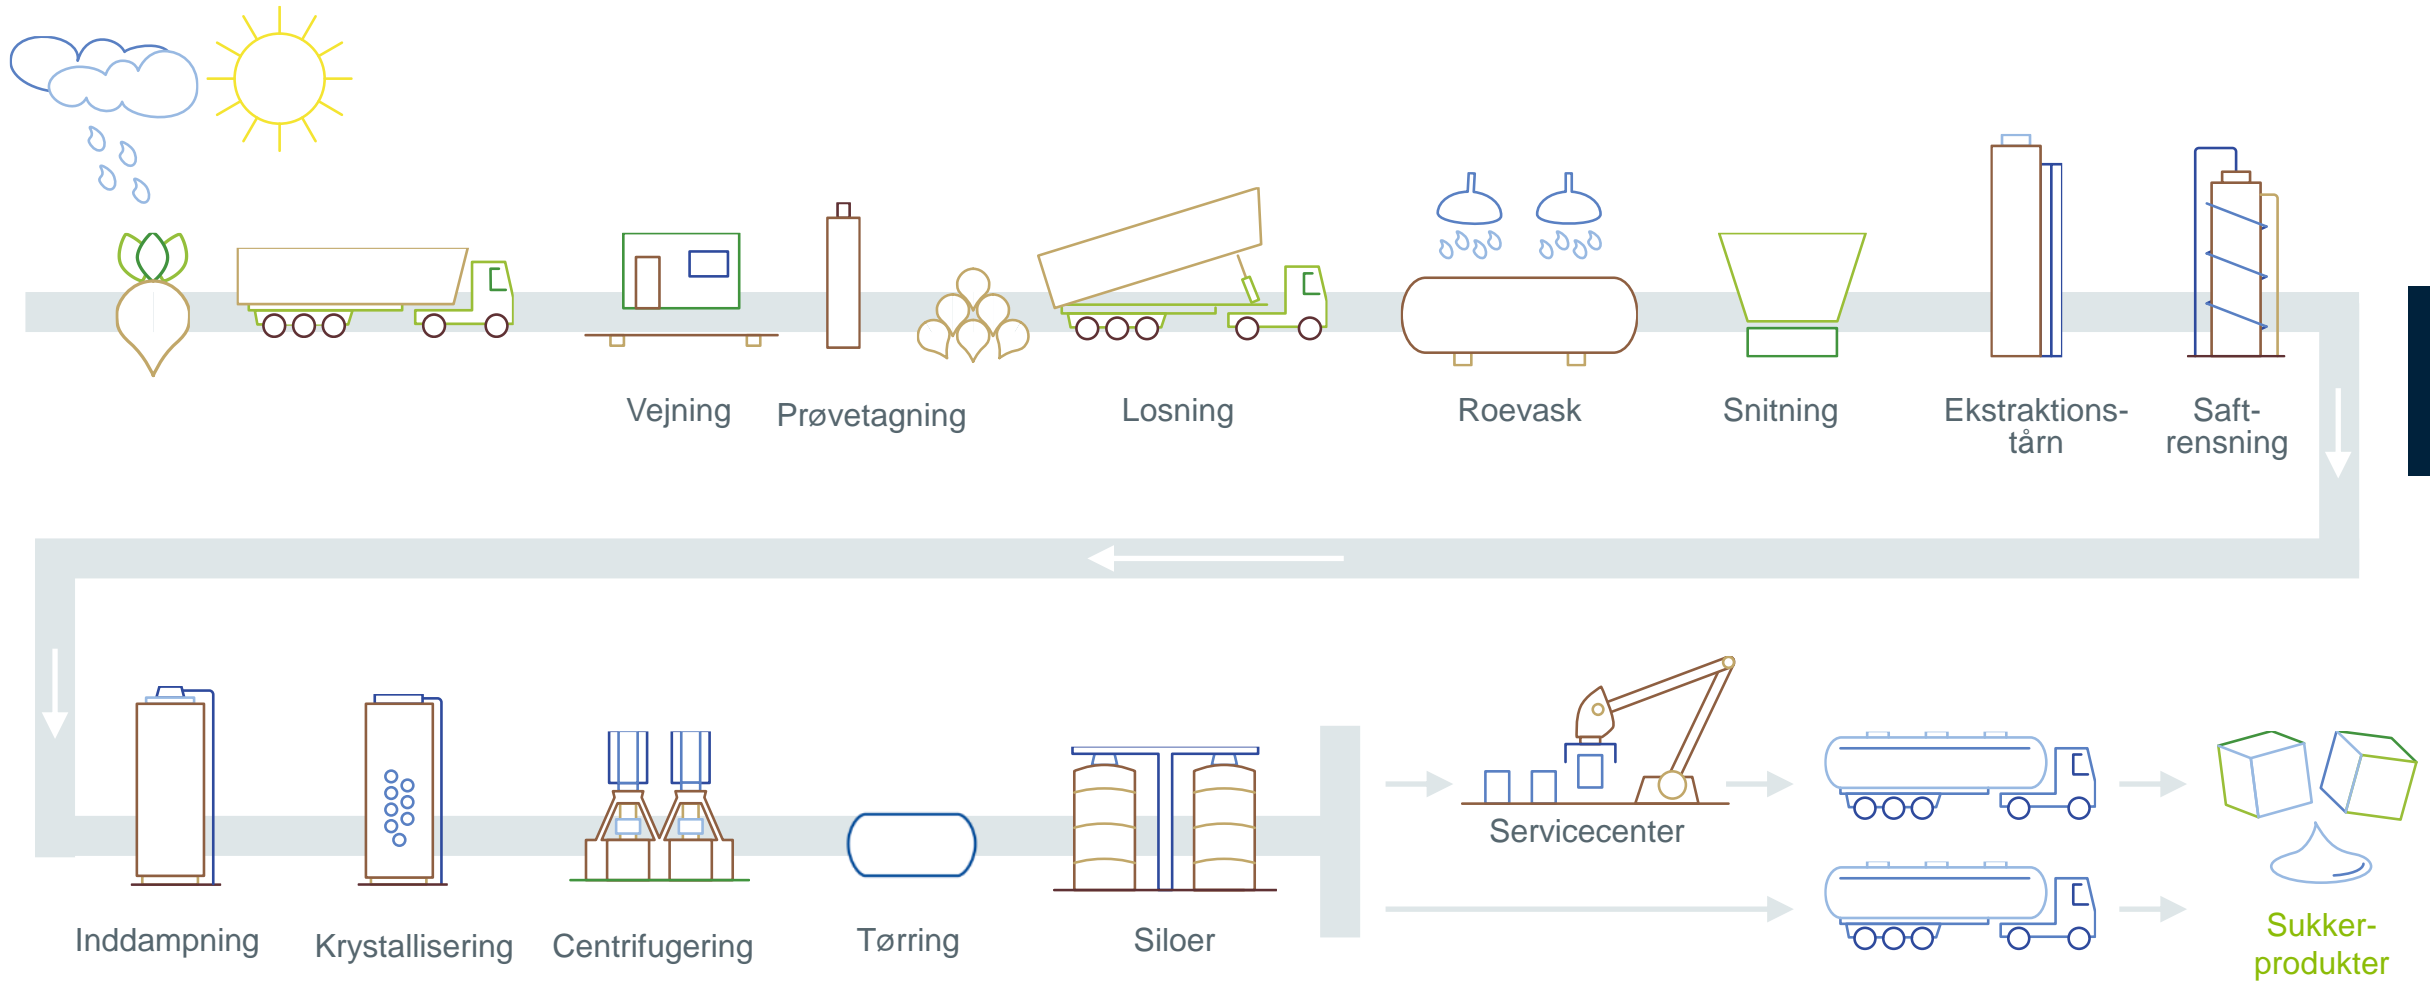 Vejning
Prøvetagning
Losning
Roevask
Snitning
Ekstraktions-
tårn
Saft-
rensning
Servicecenter
Inddampning
Krystallisering
Centrifugering
Tørring
Siloer
Sukker-
produkter